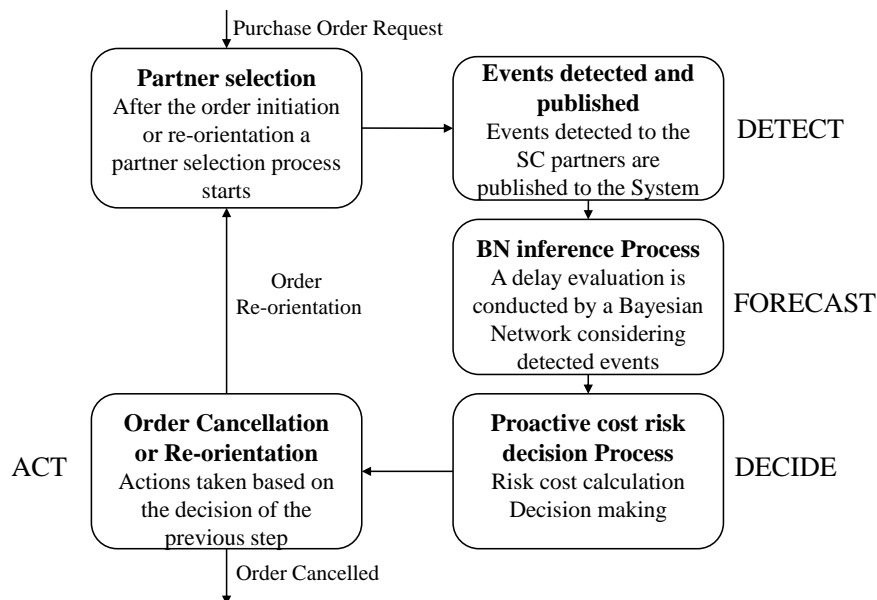 Purchase Order Request
Partner selection
After the order initiation
or re-orientation a
partner selection process
starts
Events detected and
published
Events detected to the
SC partners are
published to the System
DETECT
BN inference Process
A delay evaluation is
conducted by a Bayesian
Network considering
detected events
FORECAST
Order
Re-orientation
Proactive cost risk
decision Process
Risk cost calculation
Decision making
DECIDE
Order Cancellation
or Re-orientation
Actions taken based on
the decision of the
previous step
ACT
Order Cancelled